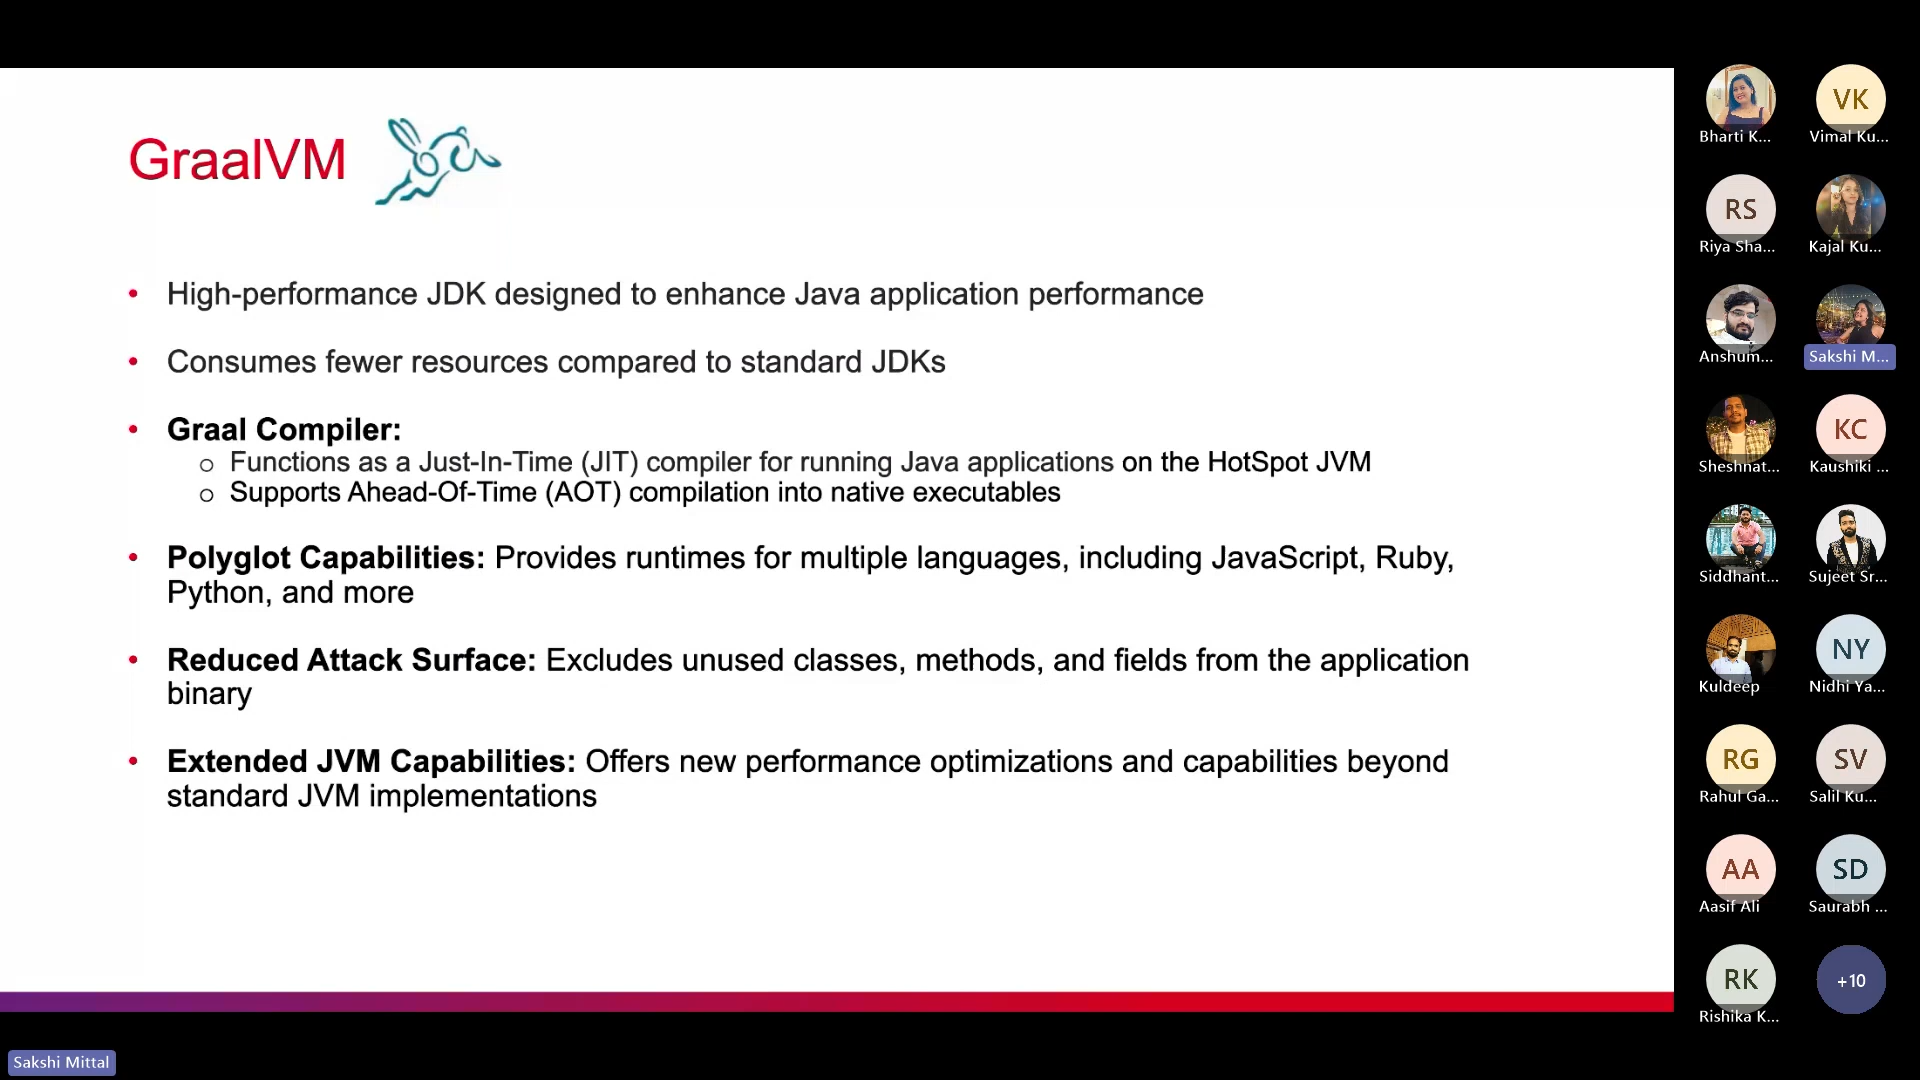 GraalVM
• High-performance JDK designed to enhance Java application performance
• Consumes fewer resources compared to standard JDKs
• Graal Compiler:
o Functions as a Just-In-Time (JIT) compiler for running Java applications on the HotSpot JVM
o Supports Ahead-Of-Time (AOT) compilation into native executables
• Polyglot Capabilities: Provides runtimes for multiple languages, including JavaScript, Ruby,
Python, and more
• Reduced Attack Surface: Excludes unused classes, methods, and fields from the application
binary
• Extended JVM Capabilities: Offers new performance optimizations and capabilities beyond
standard JVM implementations
Sakshi Mittal
Bharti K...
VK
Vimal Ku...
RS
Riya Sha...
Kajal Ku...
Anshum...
Sakshi M...
Sheshnat...
KC
Kaushiki ...
Siddhant...
Sujeet Sr...
Kuldeep
NY
Nidhi Ya...
RG
Rahul Ga...
SV
Salil Ku...
AA
Aasif Ali
SD
Saurabh ...
RK
Rishika K...
+10